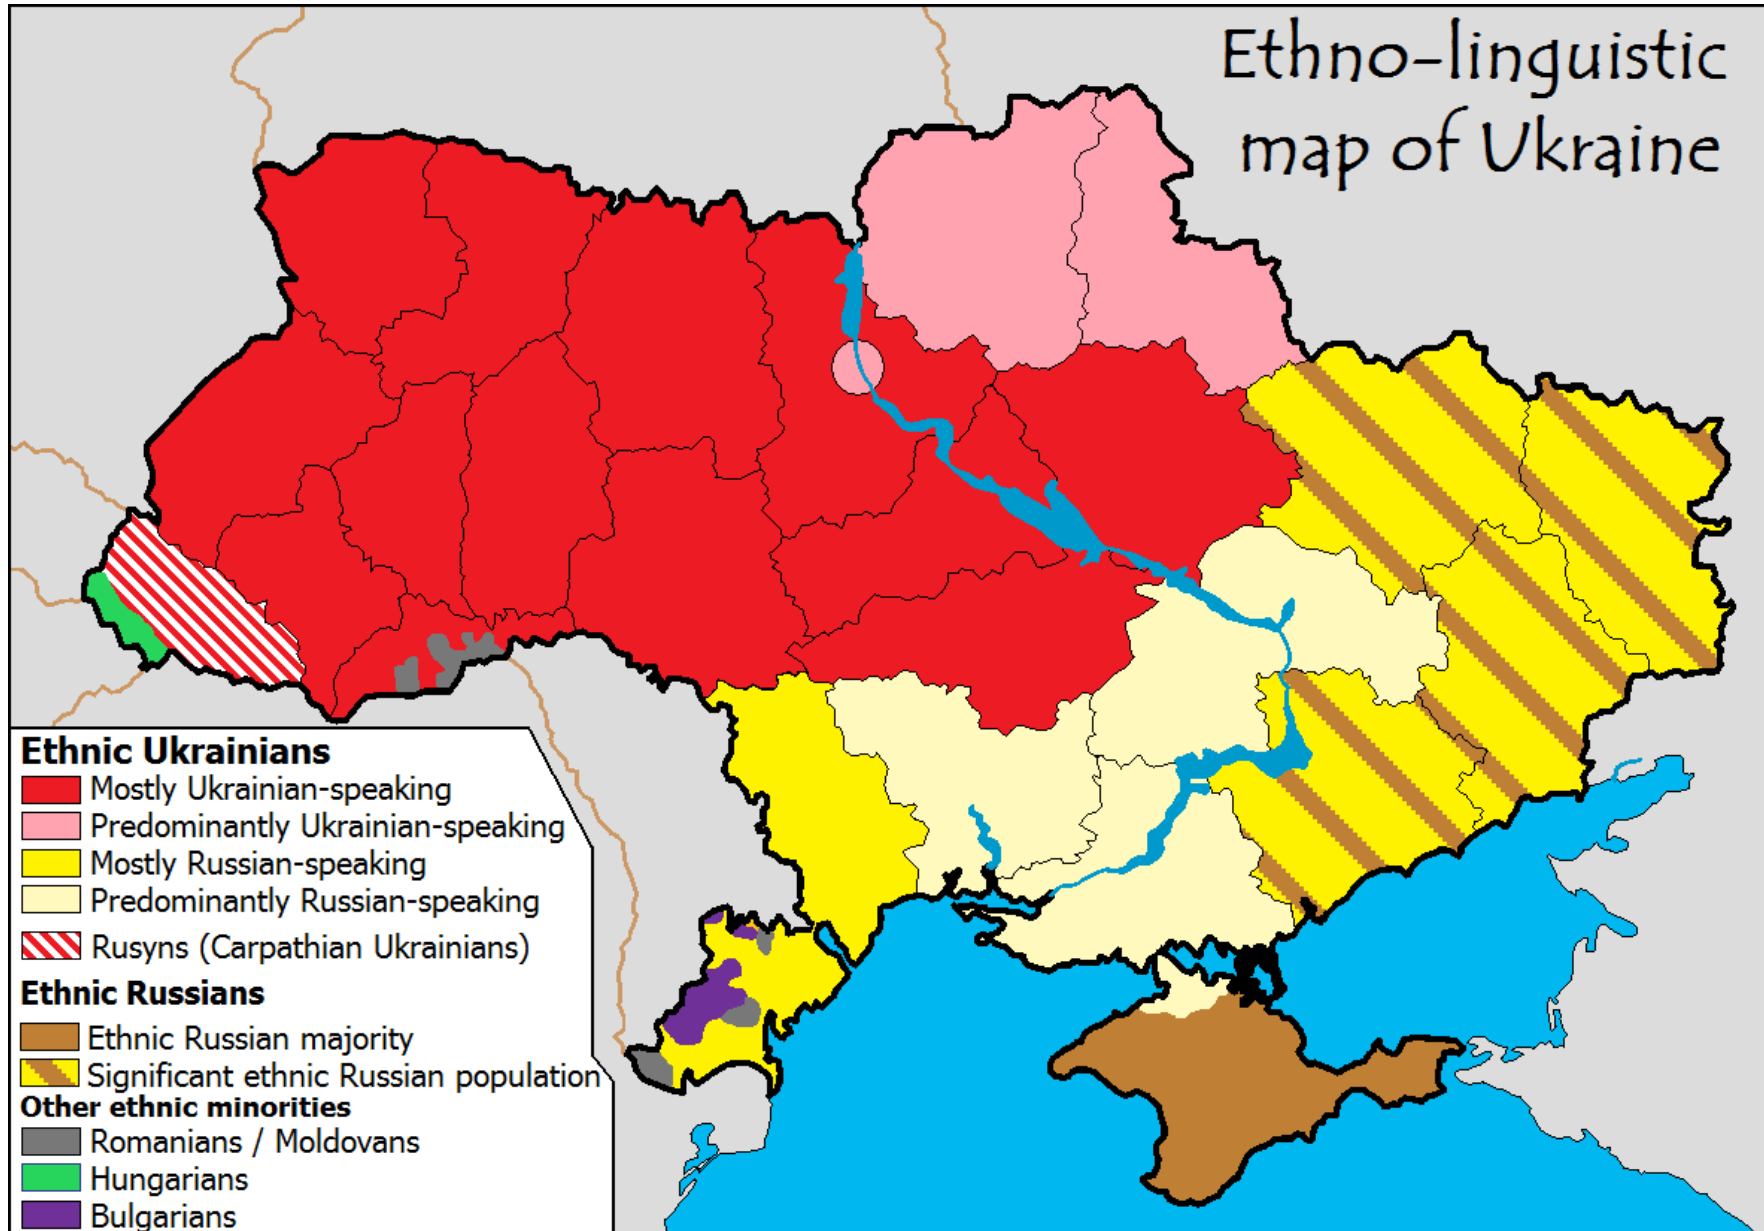 Ethno-linguistic
map of Ukraine
Ethnic Ukrainians
Mostly Ukrainian-speaking
Predominantly Ukrainian-speaking
Mostly Russian-speaking
Predominantly Russian-speaking
Rusyns (Carpathian Ukrainians)
Ethnic Russians
Ethnic Russian majority
Significant ethnic Russian population
Other ethnic minorities
Romanians / Moldovans
Hungarians
Bulgarians